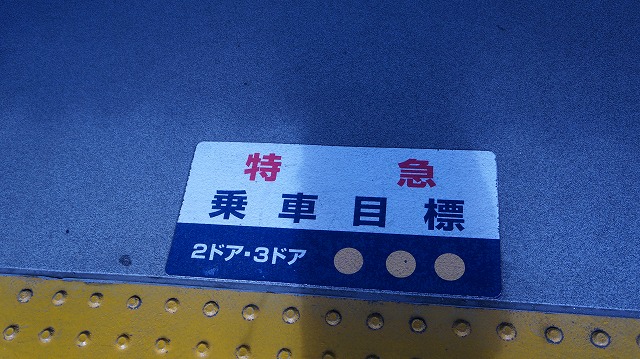 特 急
乗車目標
2ドア・3ドア